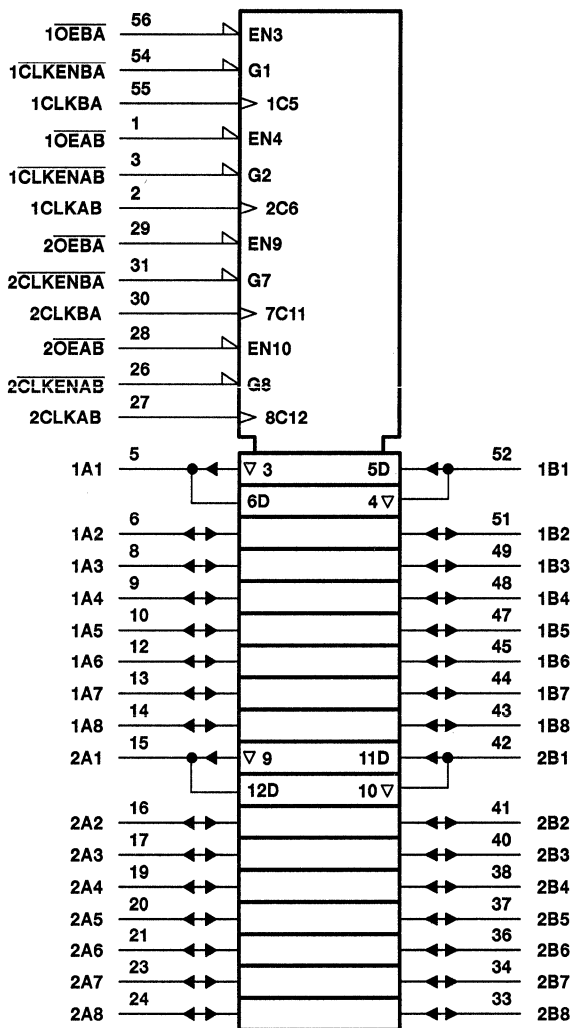 1OEBA 56 EN3
1CLKENBA 54 G1
1CLKBA 55 1C5
1OEAB 1 EN4
1CLKENAB 3 G2
1CLKAB 2 2C6
2OEBA 29 EN9
2CLKENBA 31 G7
2CLKBA 30 7C11
2OEAB 28 EN10
2CLKENAB 26 G8
2CLKAB 27 8C12
1A1 5 ▽ 3 5D 52 1B1
6D 4 ▽
1A2 6 51 1B2
1A3 8 49 1B3
1A4 9 48 1B4
1A5 10 47 1B5
1A6 12 45 1B6
1A7 13 44 1B7
1A8 14 43 1B8
2A1 15 ▽ 9 11D 42 2B1
12D 10 ▽
2A2 16 41 2B2
2A3 17 40 2B3
2A4 19 38 2B4
2A5 20 37 2B5
2A6 21 36 2B6
2A7 23 34 2B7
2A8 24 33 2B8